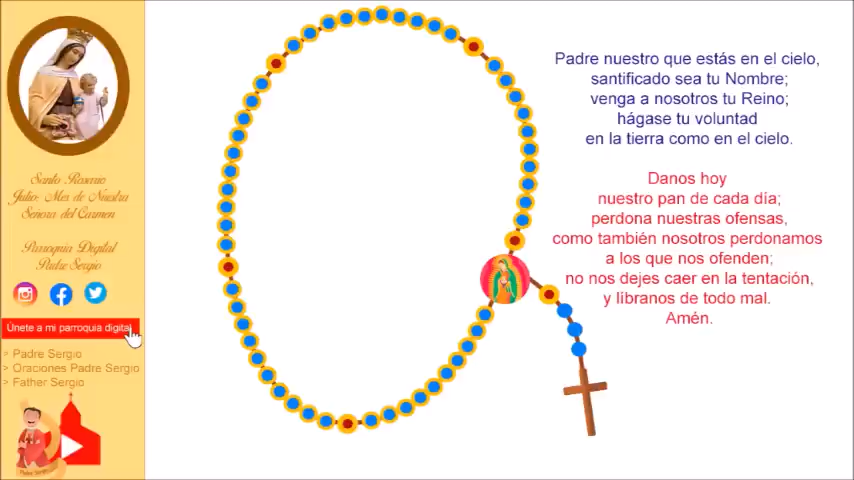 Santo Rosario
Julio: Mes de Nuestra
Señora del Carmen
Parroquia Digital
Padre Sergio
Únete a mi parroquia digital
> Padre Sergio
> Oraciones Padre Sergio
> Father Sergio
Padre Sergio
Padre nuestro que estás en el cielo,
santificado sea tu Nombre;
venga a nosotros tu Reino;
hágase tu voluntad
en la tierra como en el cielo.
Danos hoy
nuestro pan de cada día;
perdona nuestras ofensas,
como también nosotros perdonamos
a los que nos ofenden;
no nos dejes caer en la tentación,
y líbranos de todo mal.
Amén.